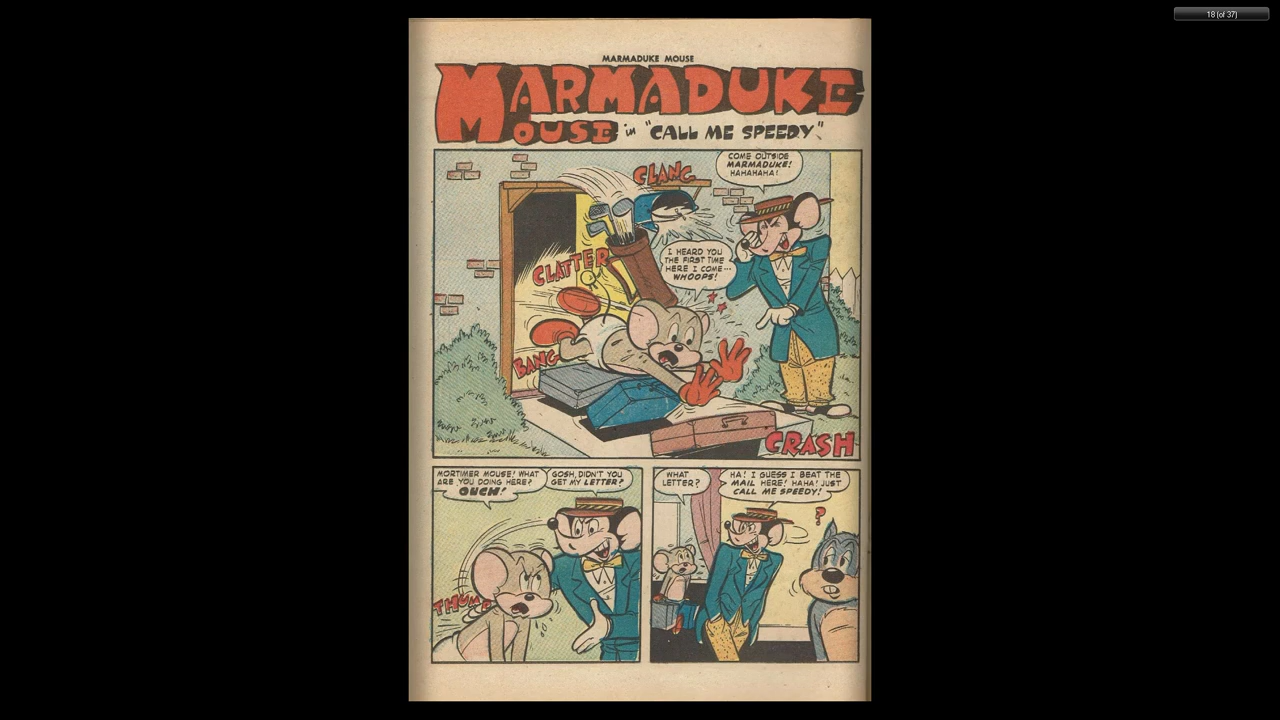 18 (of 37)
MARMADUKE MOUSE
MARMADUKE
MOUSE in "CALL ME SPEEDY"
CLANG
COME OUTSIDE
MARMADUKE!
HAHAHAHA!
I HEARD YOU
THE FIRST TIME
HERE I COME---
WHOOPS!
CLATTER
BANG
CRASH
MORTIMER MOUSE! WHAT
ARE YOU DOING HERE?
OUCH!
GOSH, DIDN'T YOU
GET MY LETTER?
THUMP
WHAT
LETTER?
HA! I GUESS I BEAT THE
MAIL HERE! HAHA! JUST
CALL ME SPEEDY!
?